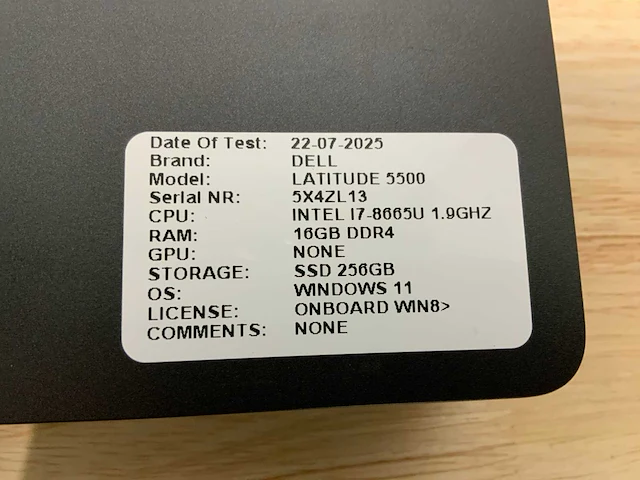 Date Of Test: 22-07-2025
Brand: DELL
Model: LATITUDE 5500
Serial NR: 5X4ZL13
CPU: INTEL I7-8665U 1.9GHZ
RAM: 16GB DDR4
GPU: NONE
STORAGE: SSD 256GB
OS: WINDOWS 11
LICENSE: ONBOARD WIN8>
COMMENTS: NONE